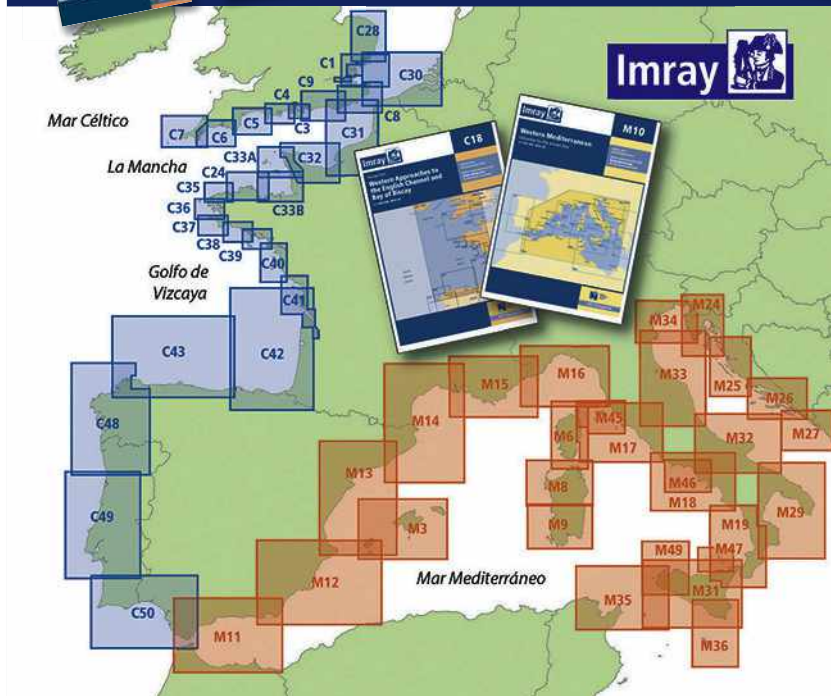 C28
C1
C30
C9
C4
Imray
Mar Céltico
C7
C6
C5
C3
C8
C31
La Mancha
C33A
C32
C24
C35
C33B
C36
C37
C38
C39
Golfo de
Vizcaya
C40
C41
C42
C43
C48
C49
C50
Imray
C18
Western Approaches to
the English Channel and
Bay of Biscay
Imray
M10
Western Mediterranean
M24
M34
M33
M25
M26
M27
M16
M15
M14
M45
M6
M17
M32
M13
M8
M46
M18
M29
M9
M3
M19
M49
M47
M12
Mar Mediterráneo
M31
M35
M11
M36